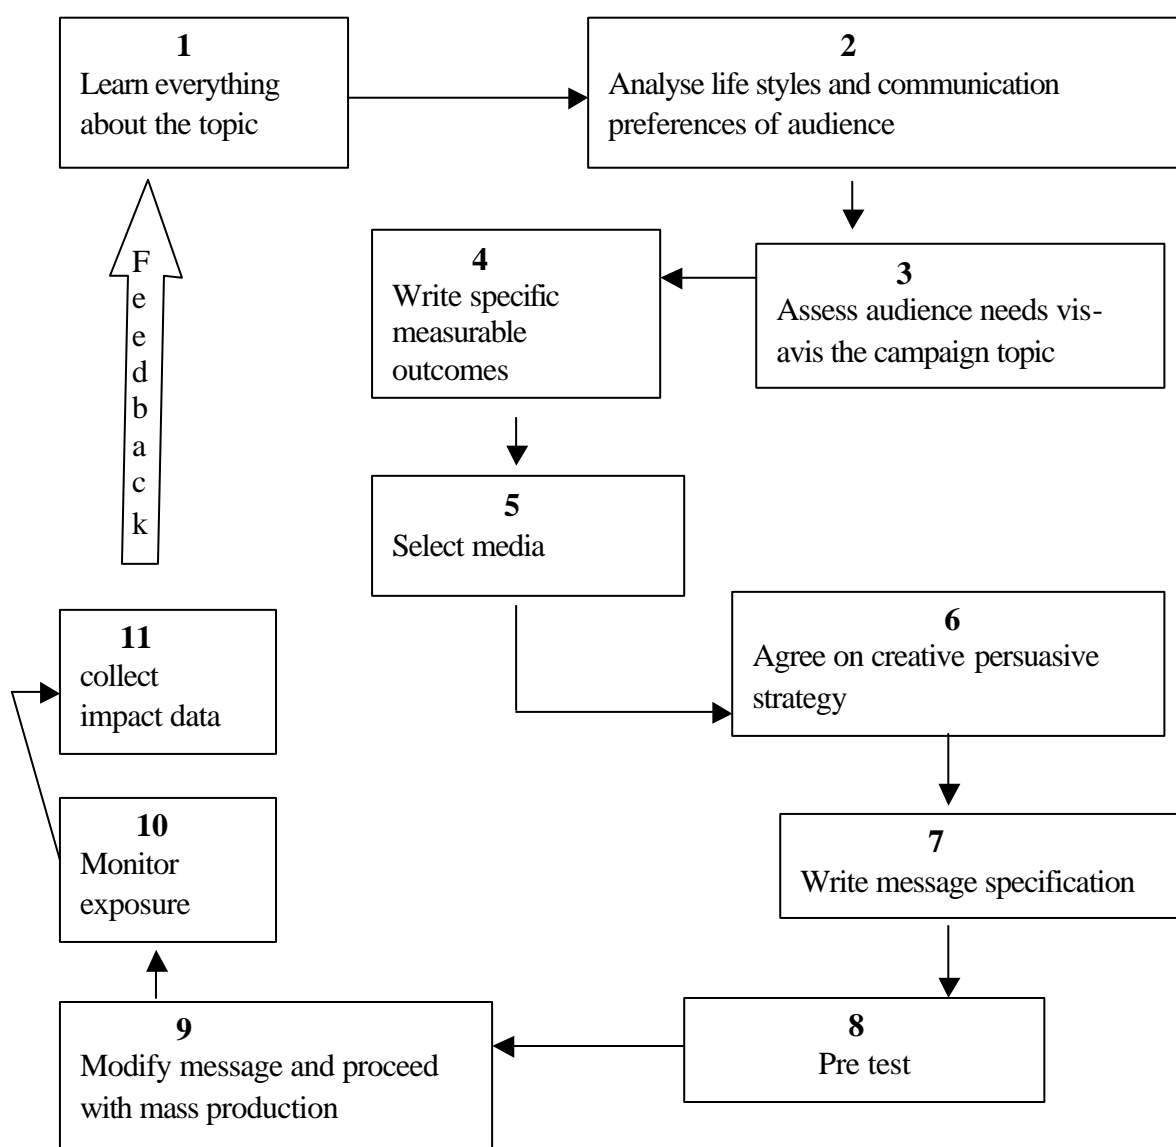 1
Learn everything
about the topic
2
Analyse life styles and communication
preferences of audience
3
Assess audience needs vis-
avis the campaign topic
4
Write specific
measurable
outcomes
5
Select media
6
Agree on creative persuasive
strategy
7
Write message specification
8
Pre test
9
Modify message and proceed
with mass production
10
Monitor
exposure
11
collect
impact data
Feedback